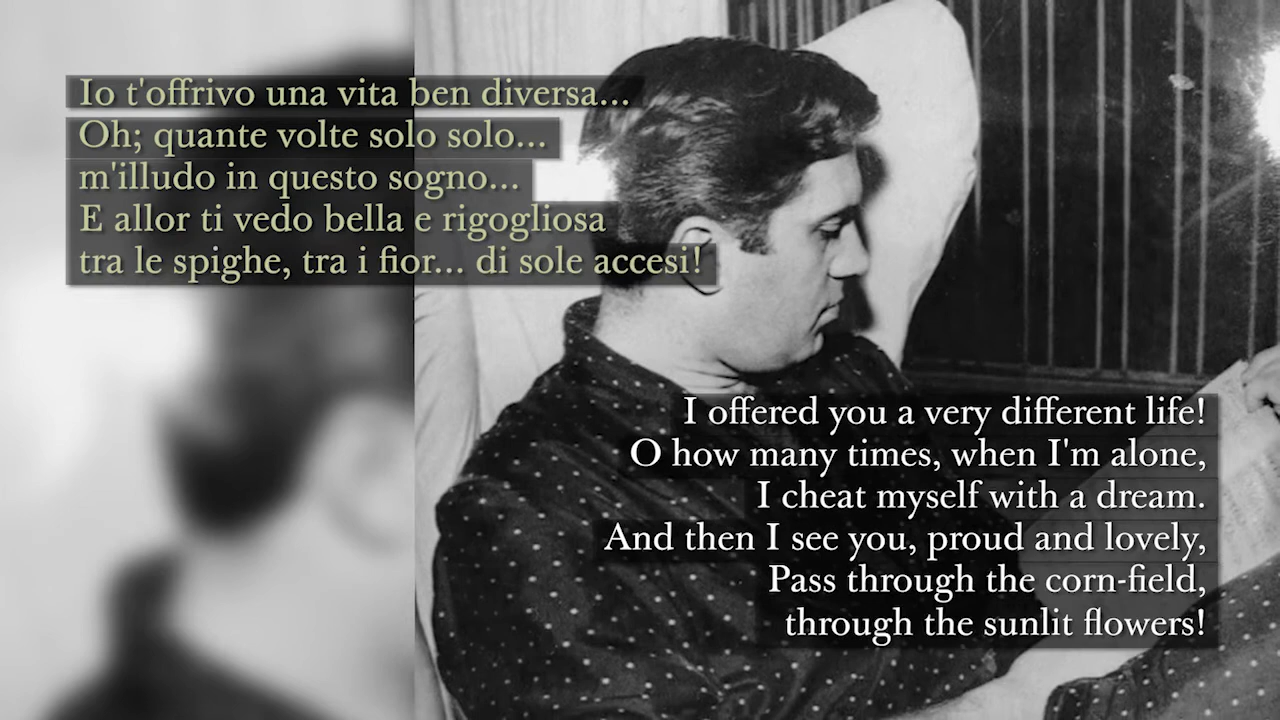 Io t'offrivo una vita ben diversa...
Oh; quante volte solo solo...
m'illudo in questo sogno...
E allor ti vedo bella e rigogliosa
tra le spighe, tra i fior... di sole accesi!
I offered you a very different life!
O how many times, when I'm alone,
I cheat myself with a dream.
And then I see you, proud and lovely,
Pass through the corn-field,
through the sunlit flowers!